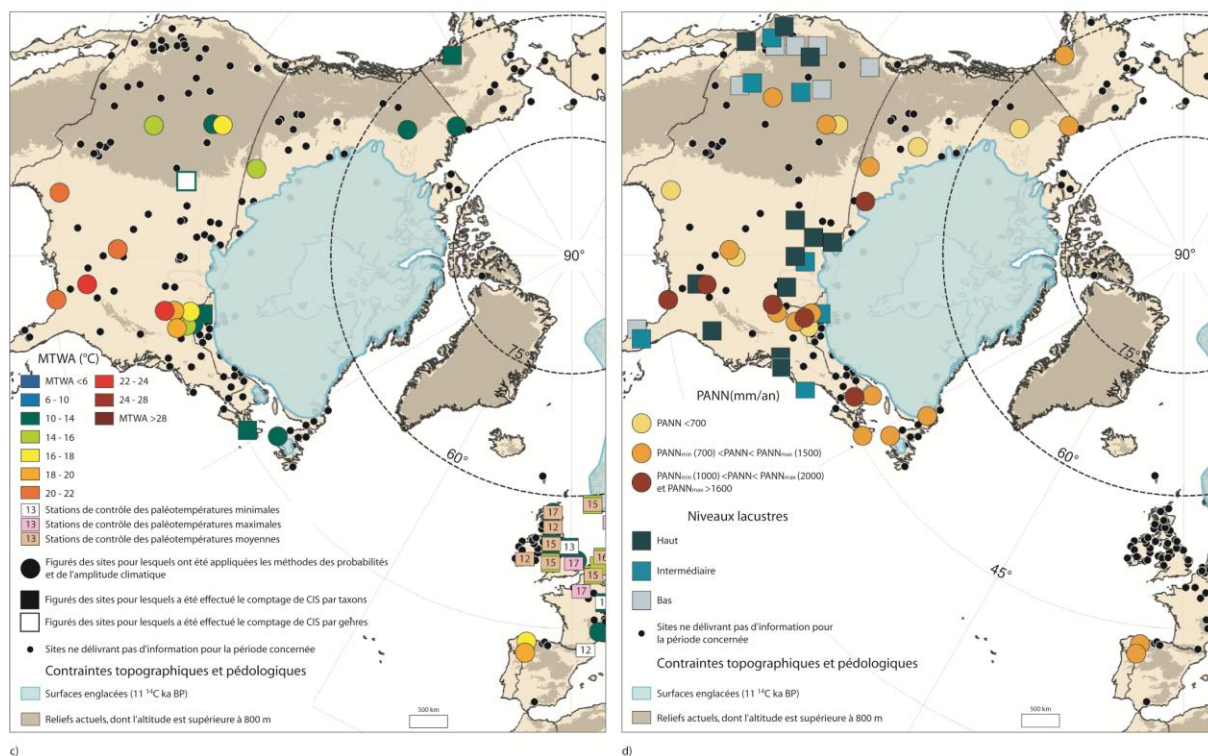 90°
75°
60°
MTWA (°C)
MTWA <6
22 - 24
6 - 10
24 - 28
10 - 14
MTWA >28
14 - 16
16 - 18
18 - 20
20 - 22
13 Stations de contrôle des paléotempératures minimales
13 Stations de contrôle des paléotempératures maximales
13 Stations de contrôle des paléotempératures moyennes
Figurés des sites pour lesquels ont été appliquées les méthodes des probabilités
et de l'amplitude climatique
Figurés des sites pour lesquels a été effectué le comptage de CIS par taxons
Figurés des sites pour lesquels a été effectué le comptage de CIS par genres
Sites ne délivrant pas d'information pour la période concernée
Contraintes topographiques et pédologiques
Surfaces englacées (11 ¹⁴C ka BP)
Reliefs actuels, dont l'altitude est supérieure à 800 m
500 km
15
17
12
15
13
16
12
15
17
15
17
12
c)
90°
75°
60°
45°
PANN(mm/an)
PANN <700
PANNmin (700) <PANN< PANNmax (1500)
PANNmin (1000) <PANN< PANNmax (2000)
et PANNmax >1600
Niveaux lacustres
Haut
Intermédiaire
Bas
Sites ne délivrant pas d'information pour
la période concernée
Contraintes topographiques et pédologiques
Surfaces englacées (11 ¹⁴C ka BP)
Reliefs actuels, dont l'altitude est supérieure à 800 m
500 km
d)